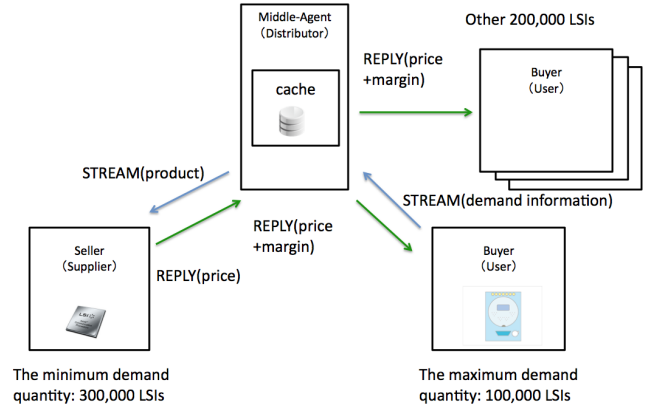 Middle-Agent
（Distributor）
cache
Other 200,000 LSIs
REPLY(price
+margin)
Buyer
（User）
STREAM(product)
STREAM(demand information)
REPLY(price
+margin)
Seller
（Supplier）
REPLY(price)
LSI
Buyer
（User）
The minimum demand
quantity: 300,000 LSIs
The maximum demand
quantity: 100,000 LSIs